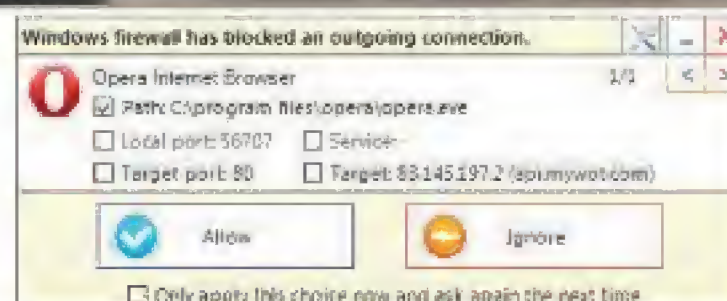 Windows firewall has blocked an outgoing connection.
Opera Internet Browser 1/1
Path: C:\program files\opera\opera.exe
Local port: 56707 Service: -
Target port: 80 Target: 83.145.197.2 (api.mywot.com)
Allow Ignore
Only apply this choice now and ask again the next time